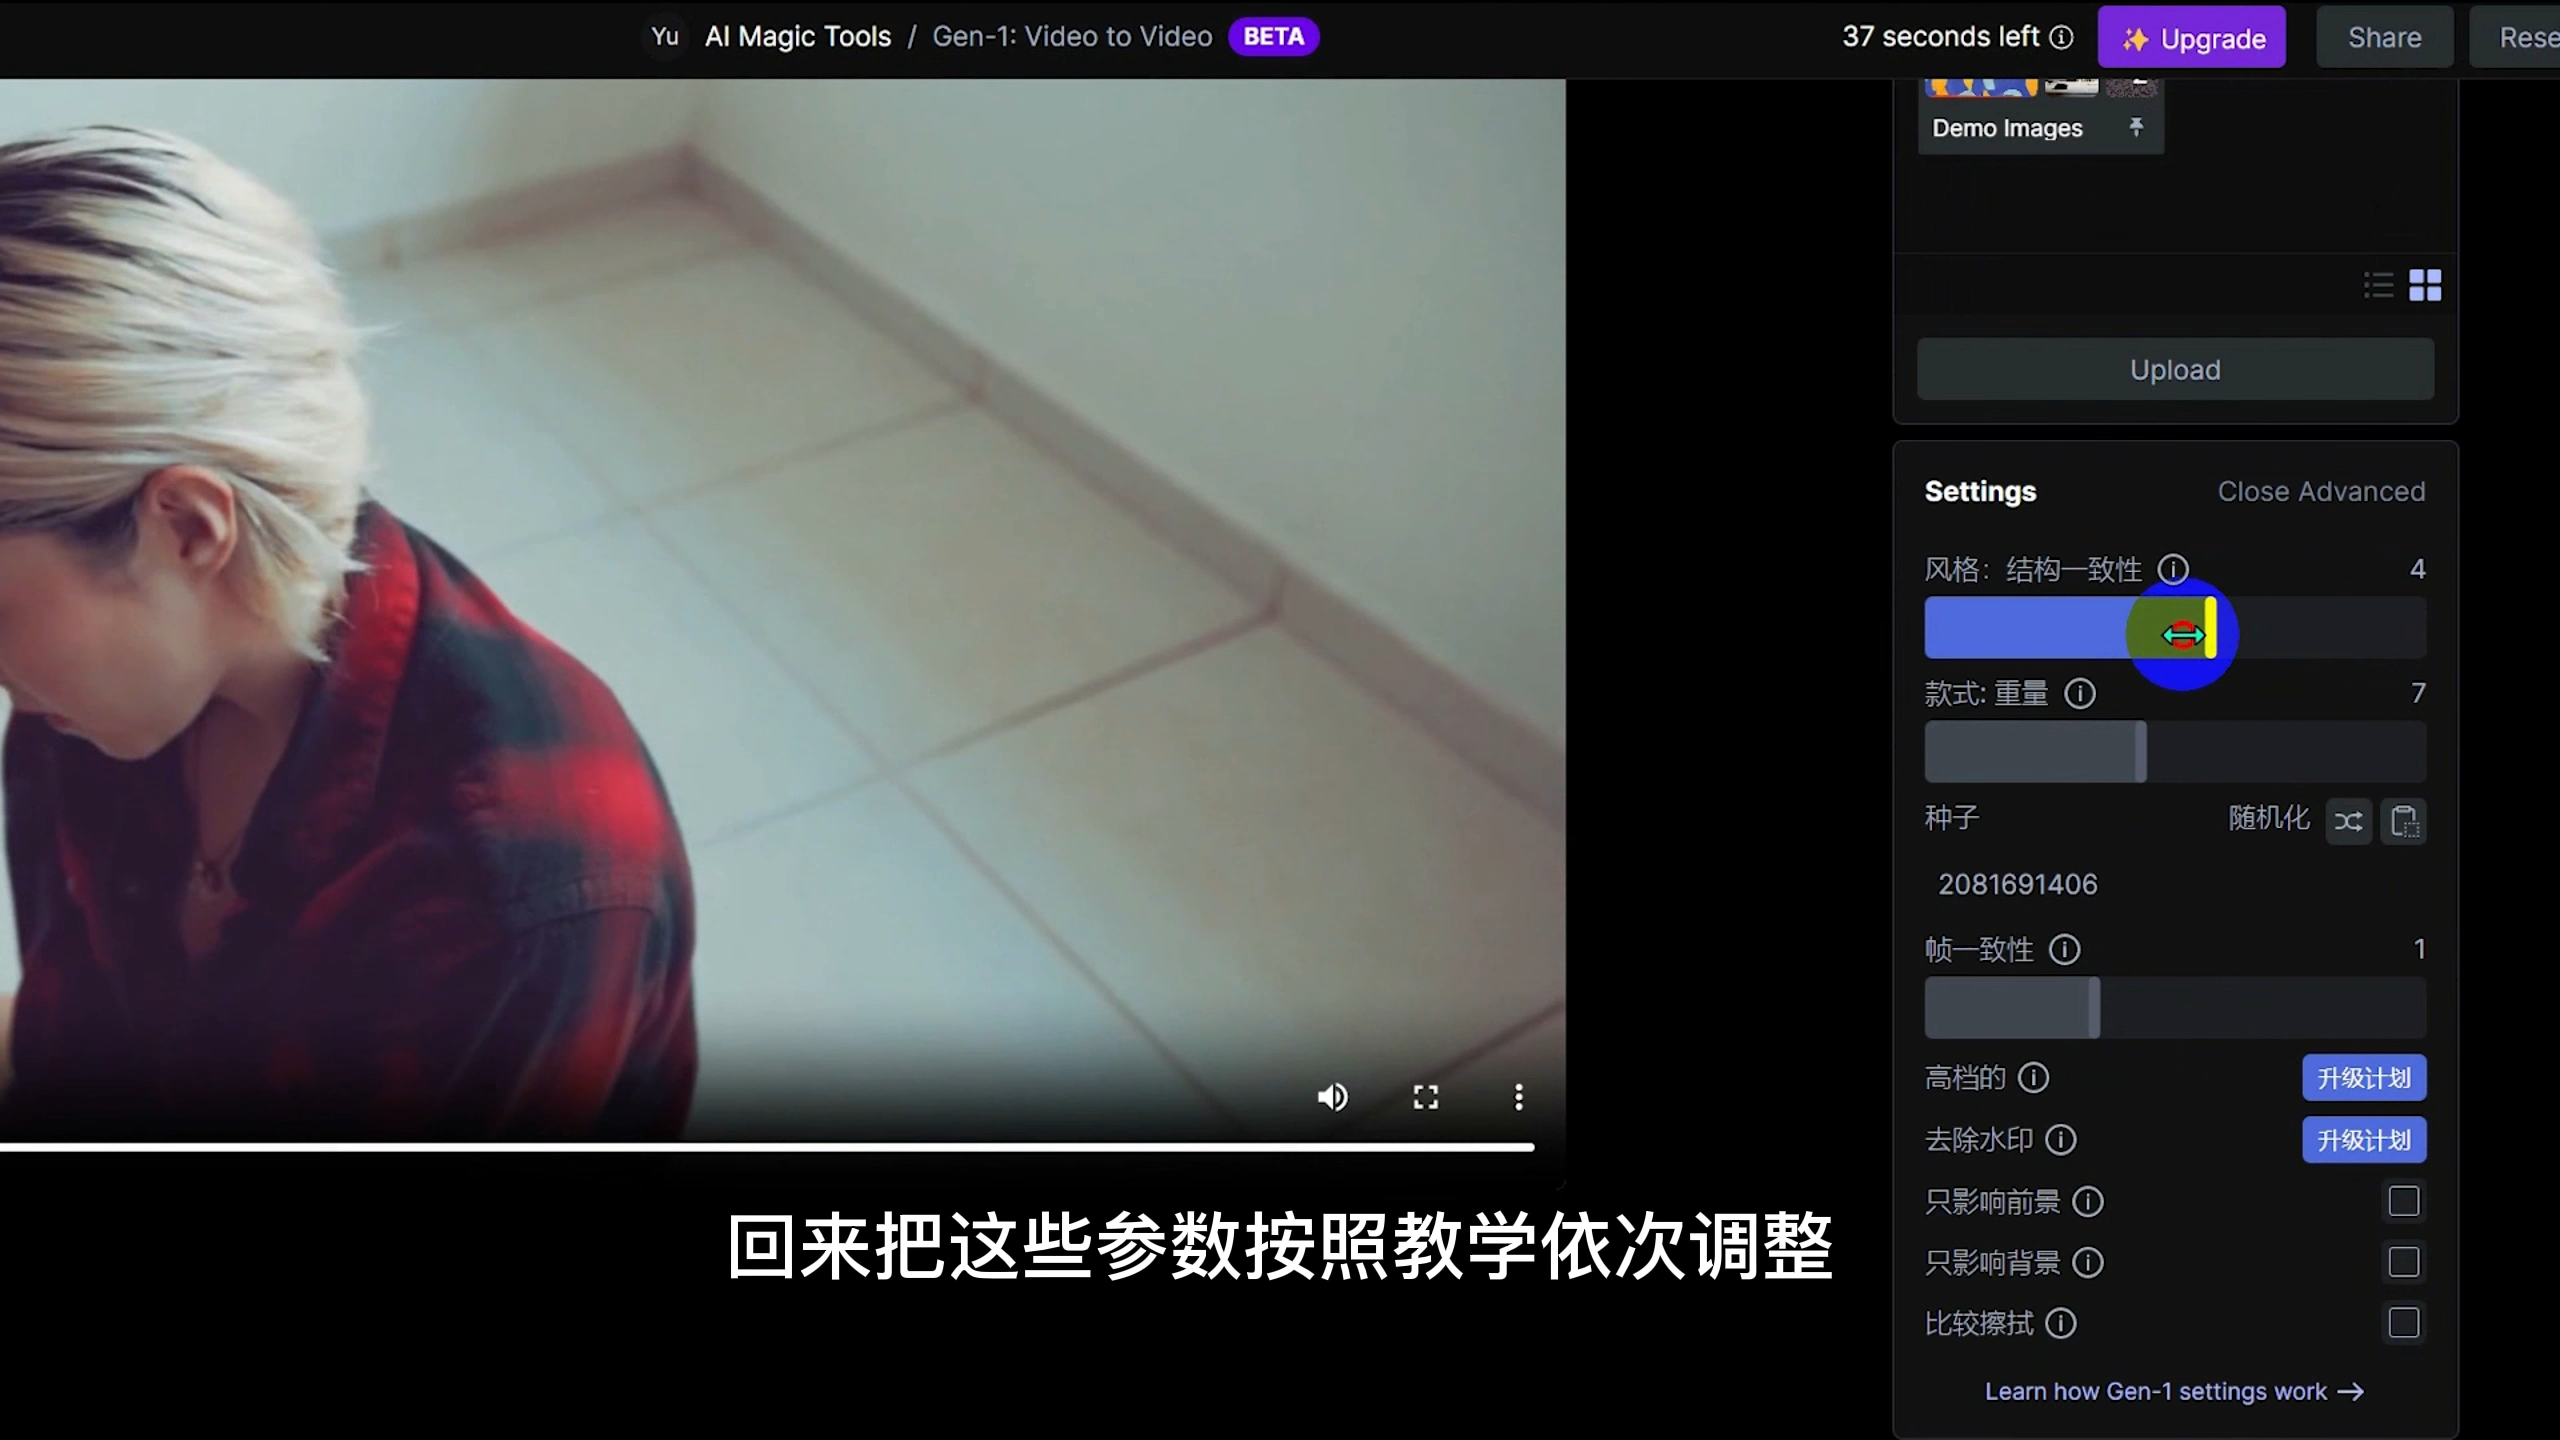 Yu AI Magic Tools / Gen-1: Video to Video BETA
37 seconds left Upgrade Share
Demo Images
Upload
Settings Close Advanced
风格：结构一致性 4
款式: 重量 7
种子 随机化
2081691406
帧一致性 1
高档的 升级计划
去除水印 升级计划
只影响前景
只影响背景
比较擦拭
Learn how Gen-1 settings work →
回来把这些参数按照教学依次调整